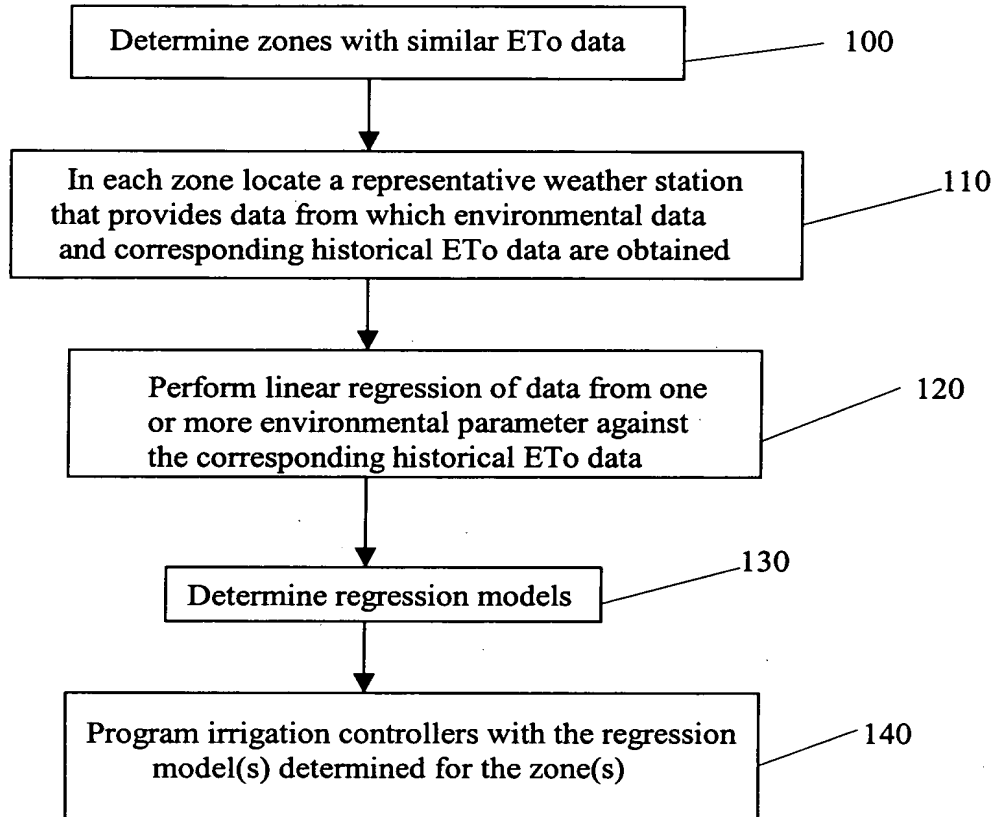 Determine zones with similar ETo data
100
In each zone locate a representative weather station
that provides data from which environmental data
and corresponding historical ETo data are obtained
110
Perform linear regression of data from one
or more environmental parameter against
the corresponding historical ETo data
120
Determine regression models
130
Program irrigation controllers with the regression
model(s) determined for the zone(s)
140